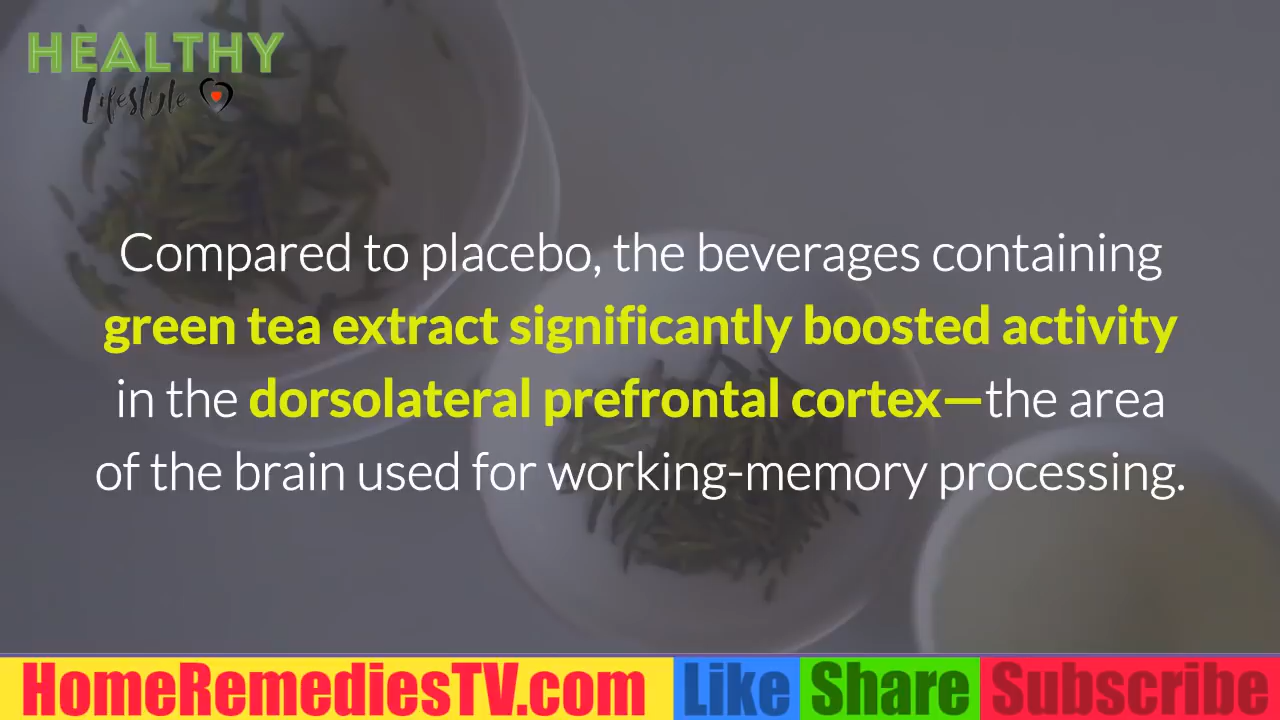 HEALTHY
Lifestyle
Compared to placebo, the beverages containing
green tea extract significantly boosted activity
in the dorsolateral prefrontal cortex—the area
of the brain used for working-memory processing.
HomeRemediesTV.com Like Share Subscribe